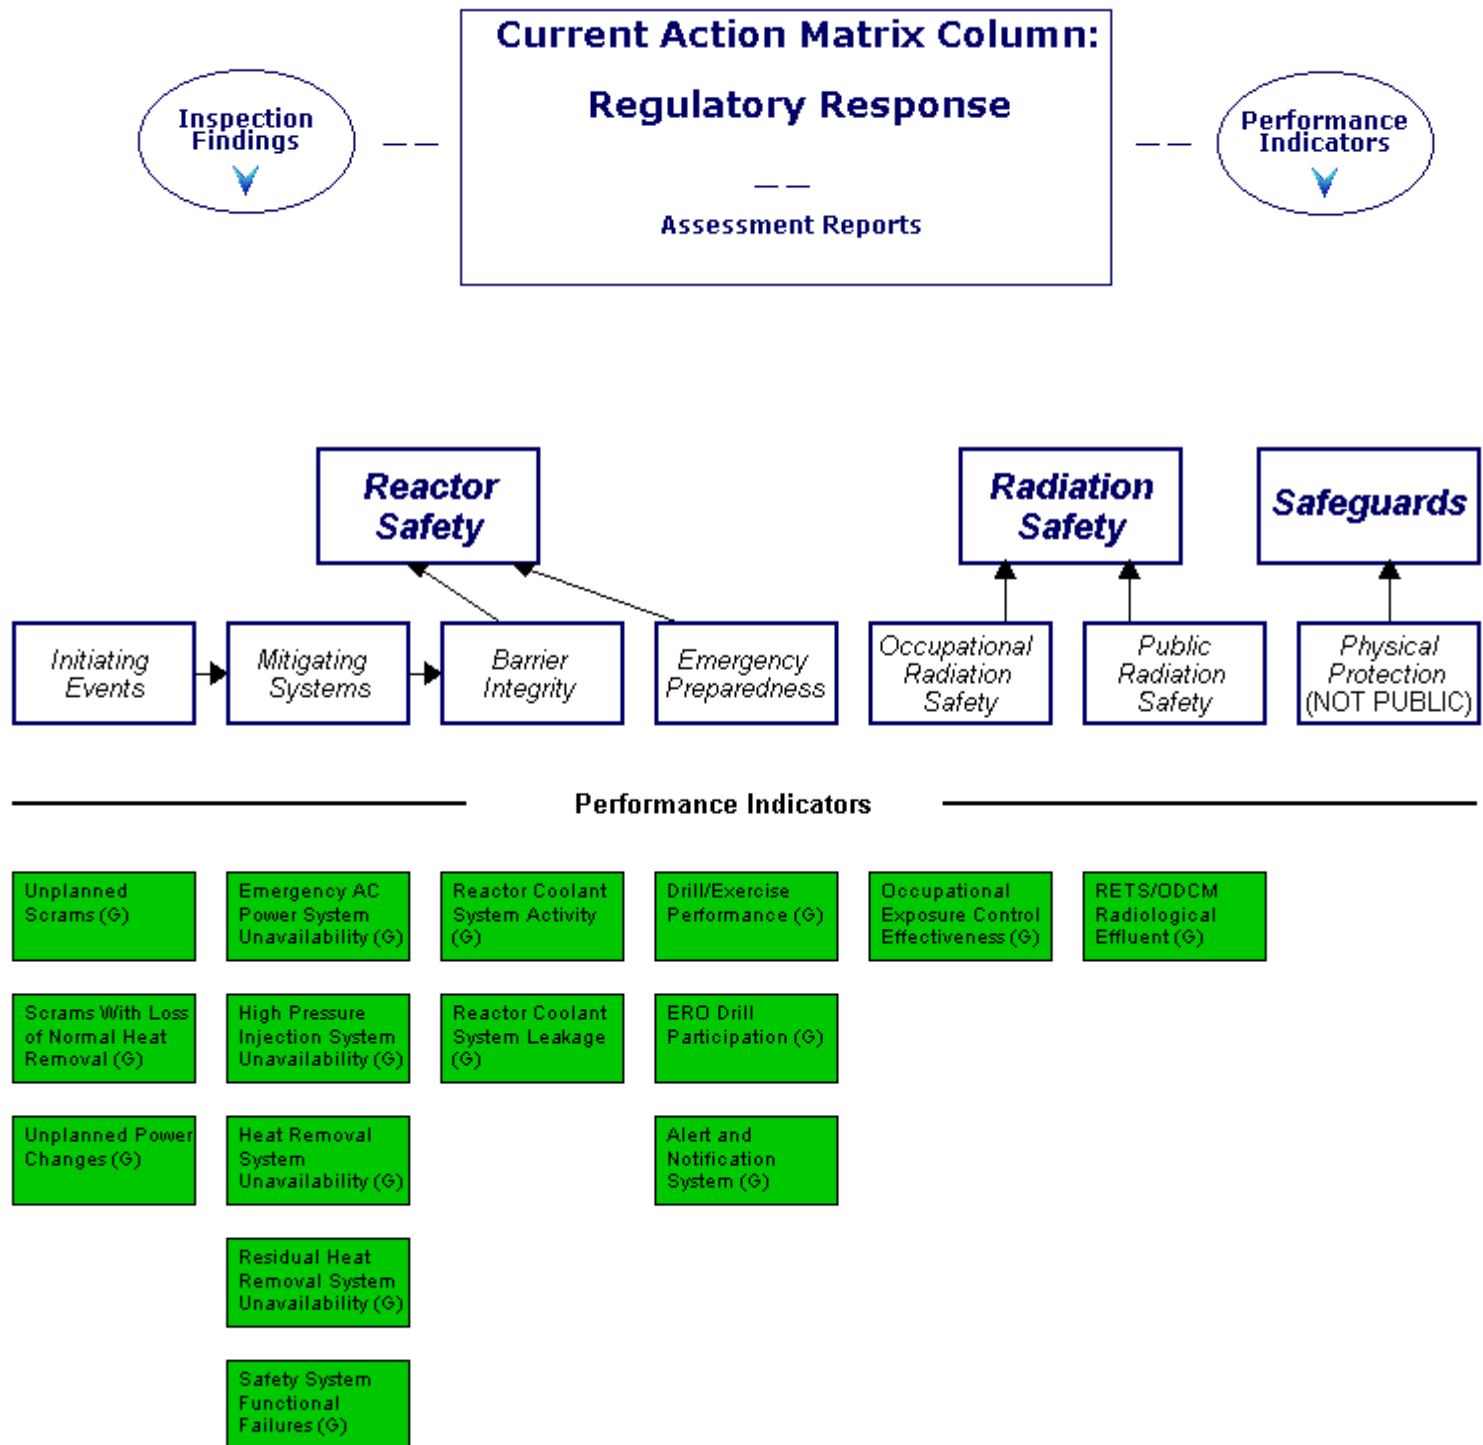 Current Action Matrix Column:
Regulatory Response
— —
Assessment Reports
Inspection
Findings
— —
— —
Performance
Indicators
Reactor
Safety
Radiation
Safety
Safeguards
Initiating
Events
Mitigating
Systems
Barrier
Integrity
Emergency
Preparedness
Occupational
Radiation
Safety
Public
Radiation
Safety
Physical
Protection
(NOT PUBLIC)
Performance Indicators
Unplanned
Scrams (G)
Emergency AC
Power System
Unavailability (G)
Reactor Coolant
System Activity
(G)
Drill/Exercise
Performance (G)
Occupational
Exposure Control
Effectiveness (G)
RETS/ODCM
Radiological
Effluent (G)
Scrams With Loss
of Normal Heat
Removal (G)
High Pressure
Injection System
Unavailability (G)
Reactor Coolant
System Leakage
(G)
ERO Drill
Participation (G)
Unplanned Power
Changes (G)
Heat Removal
System
Unavailability (G)
Alert and
Notification
System (G)
Residual Heat
Removal System
Unavailability (G)
Safety System
Functional
Failures (G)